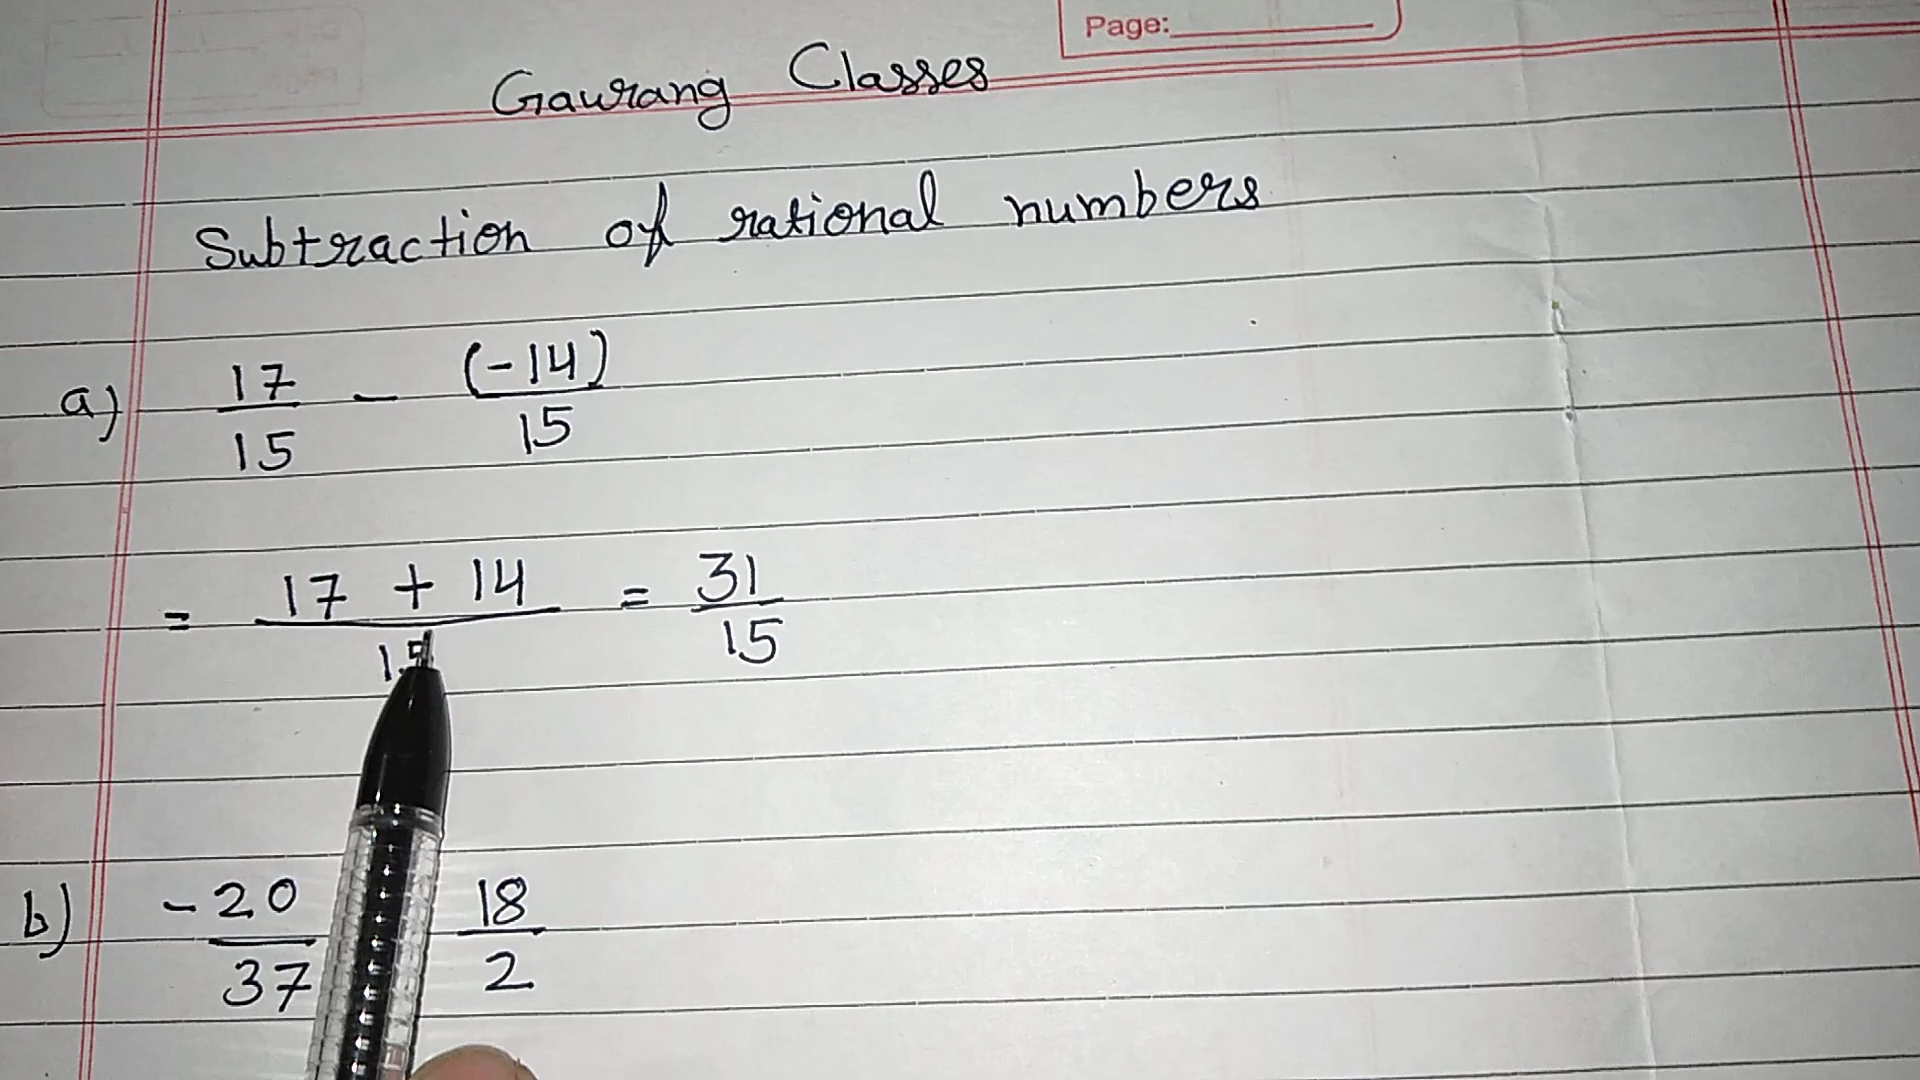 Page:
Gaurang Classes
Subtraction of rational numbers
a) 17/15 - (-14)/15
= 17 + 14/15 = 31/15
b) -20/37 18/2